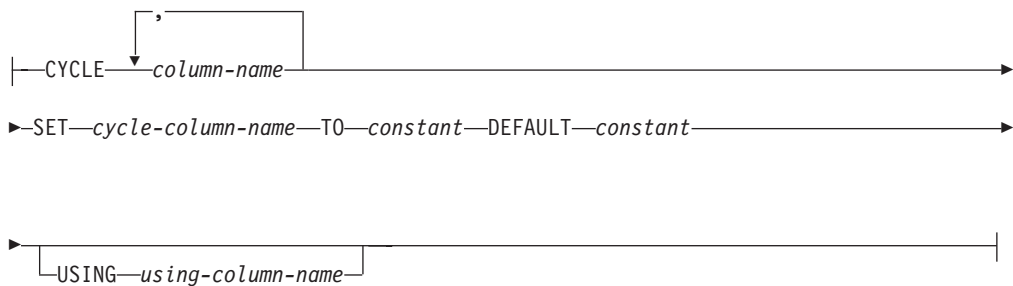 ,
CYCLE column-name
SET cycle-column-name TO constant DEFAULT constant
USING using-column-name